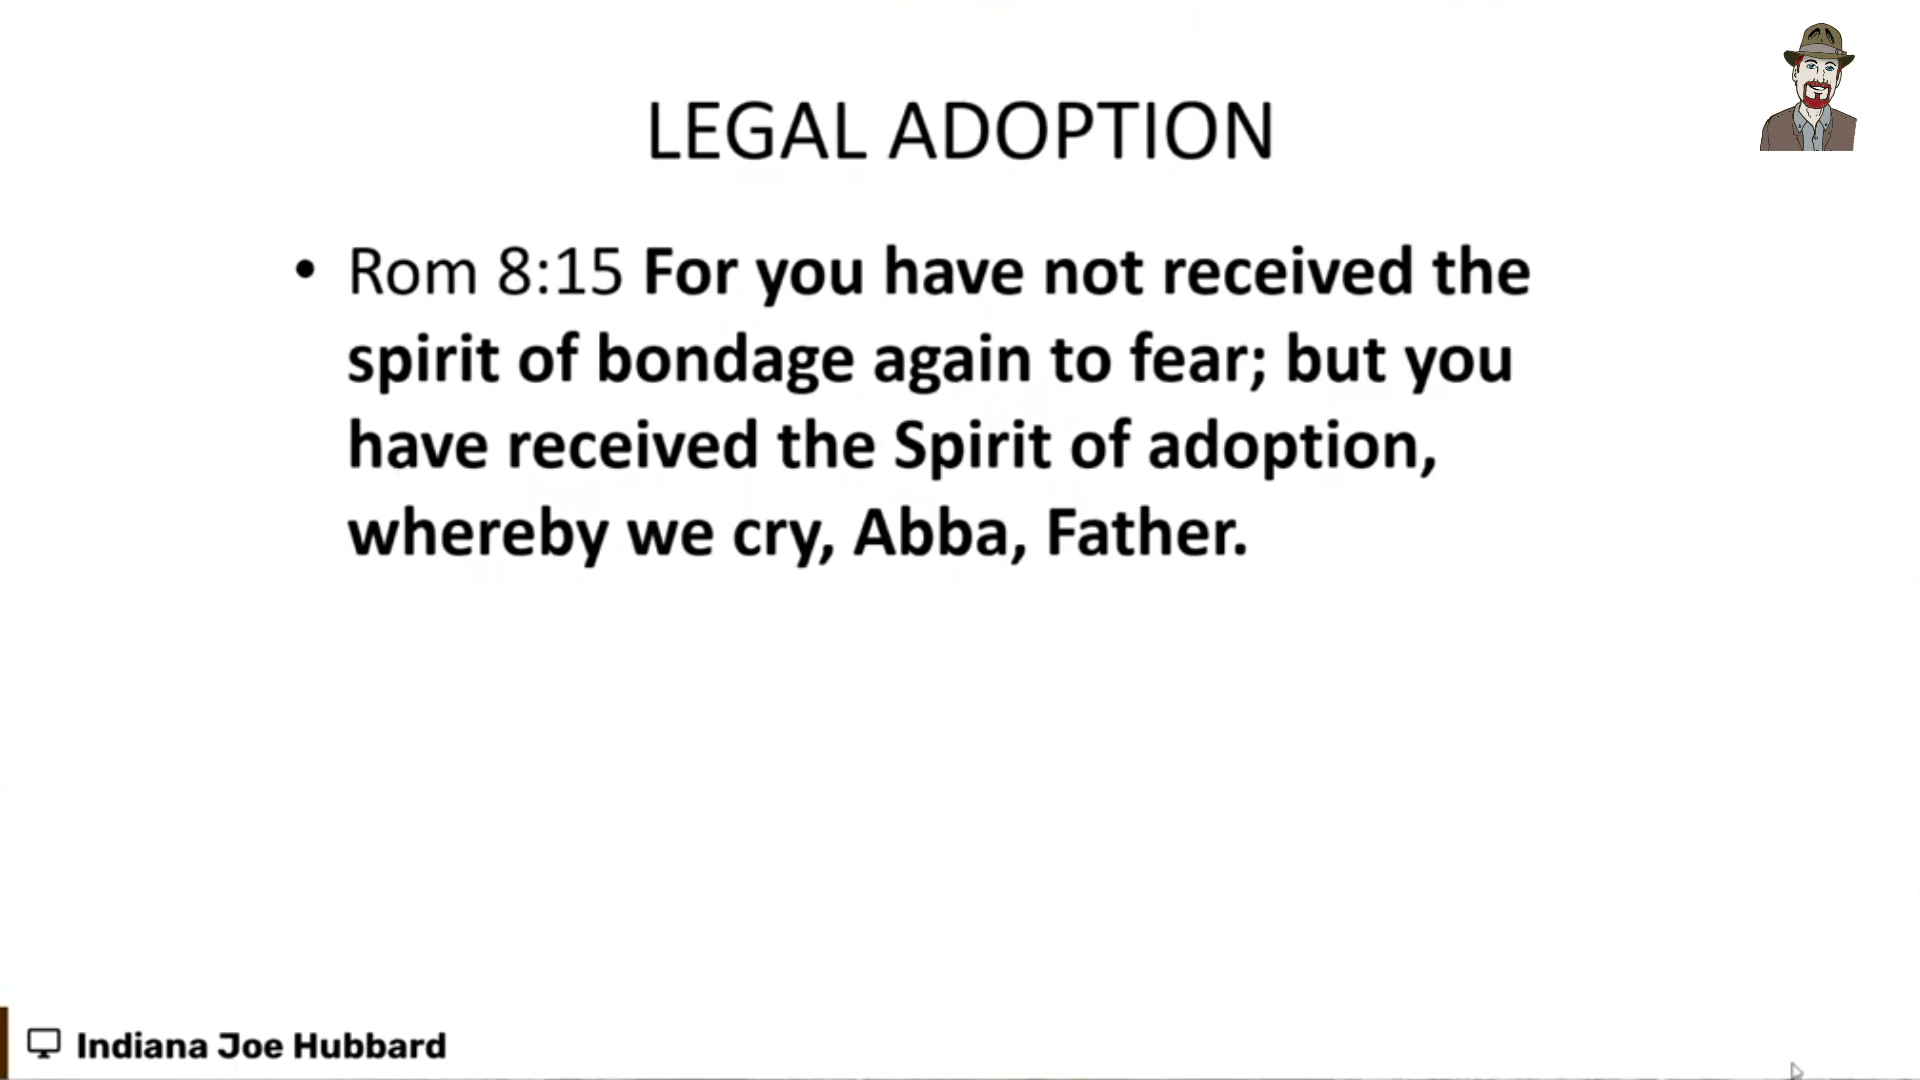 LEGAL ADOPTION
• Rom 8:15 For you have not received the
spirit of bondage again to fear; but you
have received the Spirit of adoption,
whereby we cry, Abba, Father.
Indiana Joe Hubbard